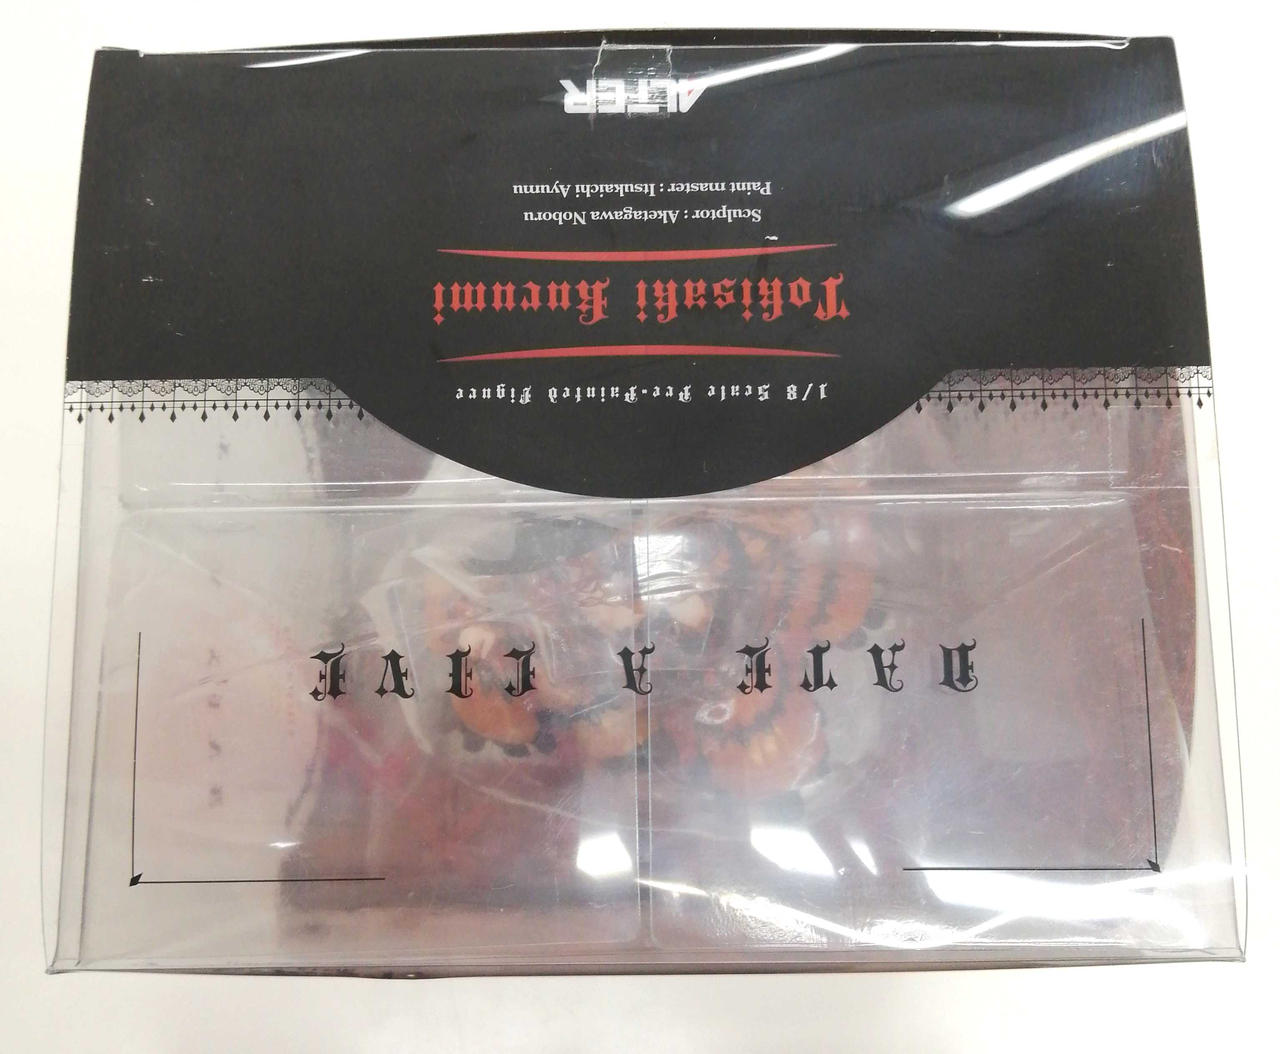 DATE A LIVE
1/8 Scale Pre-Painted Figure
Tokisaki Kurumi
Sculptor : Aketagawa Noboru
Paint master : Itsukaichi Ayumu
ALTER